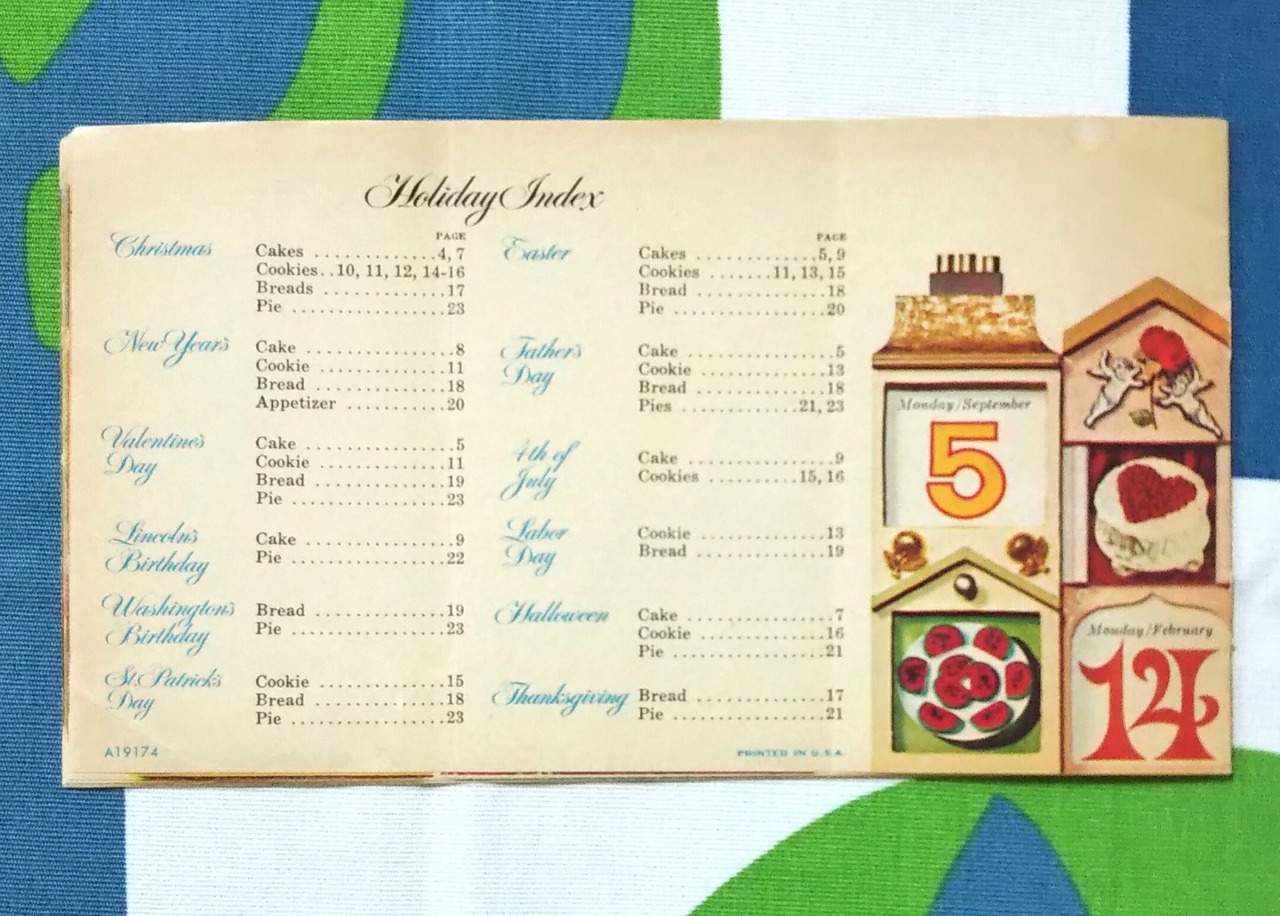 Holiday Index
PAGE
Christmas
Cakes .............4, 7
Cookies..10, 11, 12, 14-16
Breads .............17
Pie ................23
New Year's
Cake ................8
Cookie .............11
Bread ..............18
Appetizer ..........20
Valentine's
Day
Cake ................5
Cookie .............11
Bread ..............19
Pie ................23
Lincoln's
Birthday
Cake ................9
Pie ................22
Washington's
Birthday
Bread ..............19
Pie ................23
St. Patrick's
Day
Cookie .............15
Bread ..............18
Pie ................23
A19174
PAGE
Easter
Cakes .............5, 9
Cookies .......11, 13, 15
Bread ..............18
Pie ................20
Father's
Day
Cake ................5
Cookie .............13
Bread ..............18
Pies ............21, 23
4th of
July
Cake ................9
Cookies .........15, 16
Labor
Day
Cookie .............13
Bread ..............19
Halloween
Cake ................7
Cookie .............16
Pie ................21
Thanksgiving
Bread ..............17
Pie ................21
PRINTED IN U.S.A.
Monday/September
5
Monday/February
14